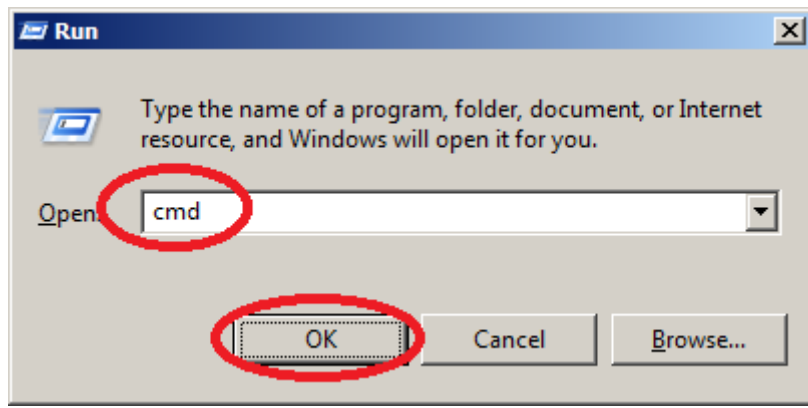 Run
Type the name of a program, folder, document, or Internet
resource, and Windows will open it for you.
Open: cmd
OK Cancel Browse...